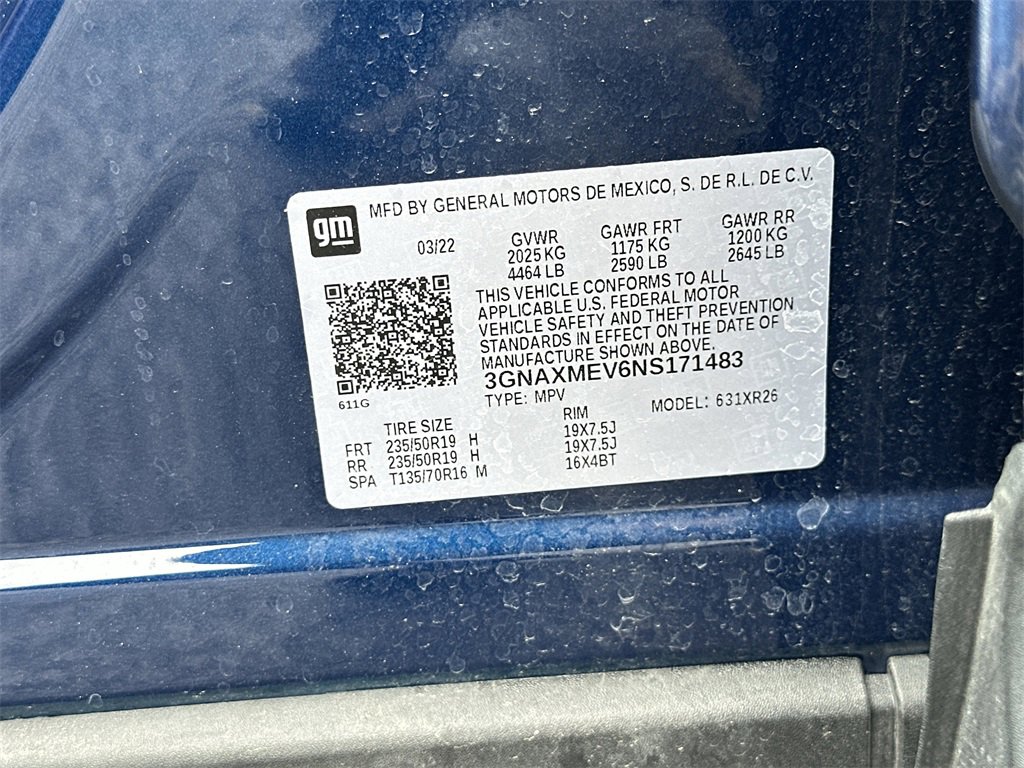 gm
MFD BY GENERAL MOTORS DE MEXICO, S. DE R.L. DE C.V.
03/22
GVWR GAWR FRT GAWR RR
2025 KG 1175 KG 1200 KG
4464 LB 2590 LB 2645 LB
THIS VEHICLE CONFORMS TO ALL
APPLICABLE U.S. FEDERAL MOTOR
VEHICLE SAFETY AND THEFT PREVENTION
STANDARDS IN EFFECT ON THE DATE OF
MANUFACTURE SHOWN ABOVE.
3GNAXMEV6NS171483
611G
TYPE: MPV MODEL: 631XR26
TIRE SIZE RIM
FRT 235/50R19 H 19X7.5J
RR 235/50R19 H 19X7.5J
SPA T135/70R16 M 16X4BT